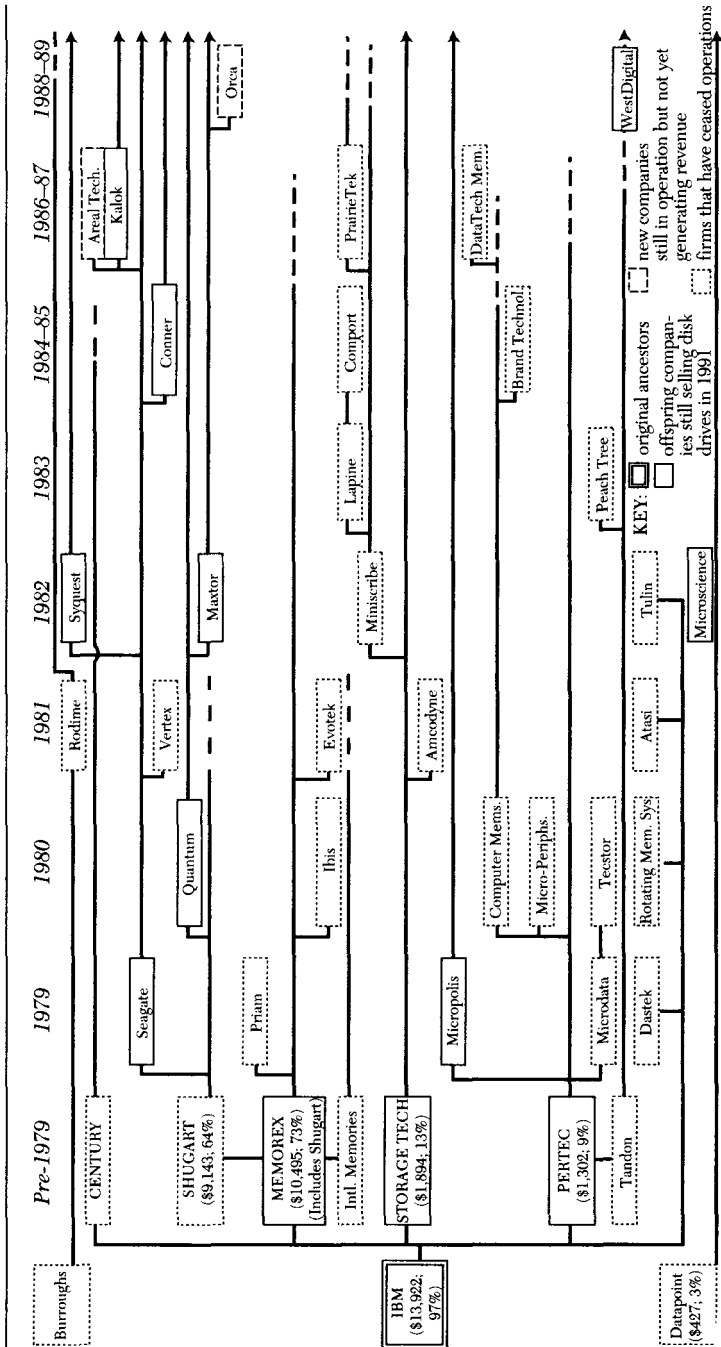 Pre-1979
1979
1980
1981
1982
1983
1984–85
1986–87
1988–89
Burroughs
Rodime
Syquest
CENTURY
Areal Tech.
Kalok
Seagate
Vertex
Conner
Quantum
SHUGART
($9,143; 64%)
Maxtor
Orca
Priam
MEMOREX
($10,495; 73%)
(Includes Shugart)
Ibis
Evotek
Intl. Memories
Lapine
Comport
PrairieTek
Miniscribe
IBM
($13,922;
97%)
STORAGE TECH
($1,894; 13%)
Amcodyne
Micropolis
DataTech Mem.
Computer Mems.
Brand Technol.
Micro-Periphs.
PERTEC
($1,302; 9%)
Microdata
Tecstor
Peach Tree
Tandon
WestDigital
Dastek
Rotating Mem. Sys
Atasi
Tulin
Microscience
Datapoint
($427; 3%)
KEY:
original ancestors
offspring compan-
ies still selling disk
drives in 1991
new companies
still in operation but not yet
generating revenue
firms that have ceased operations